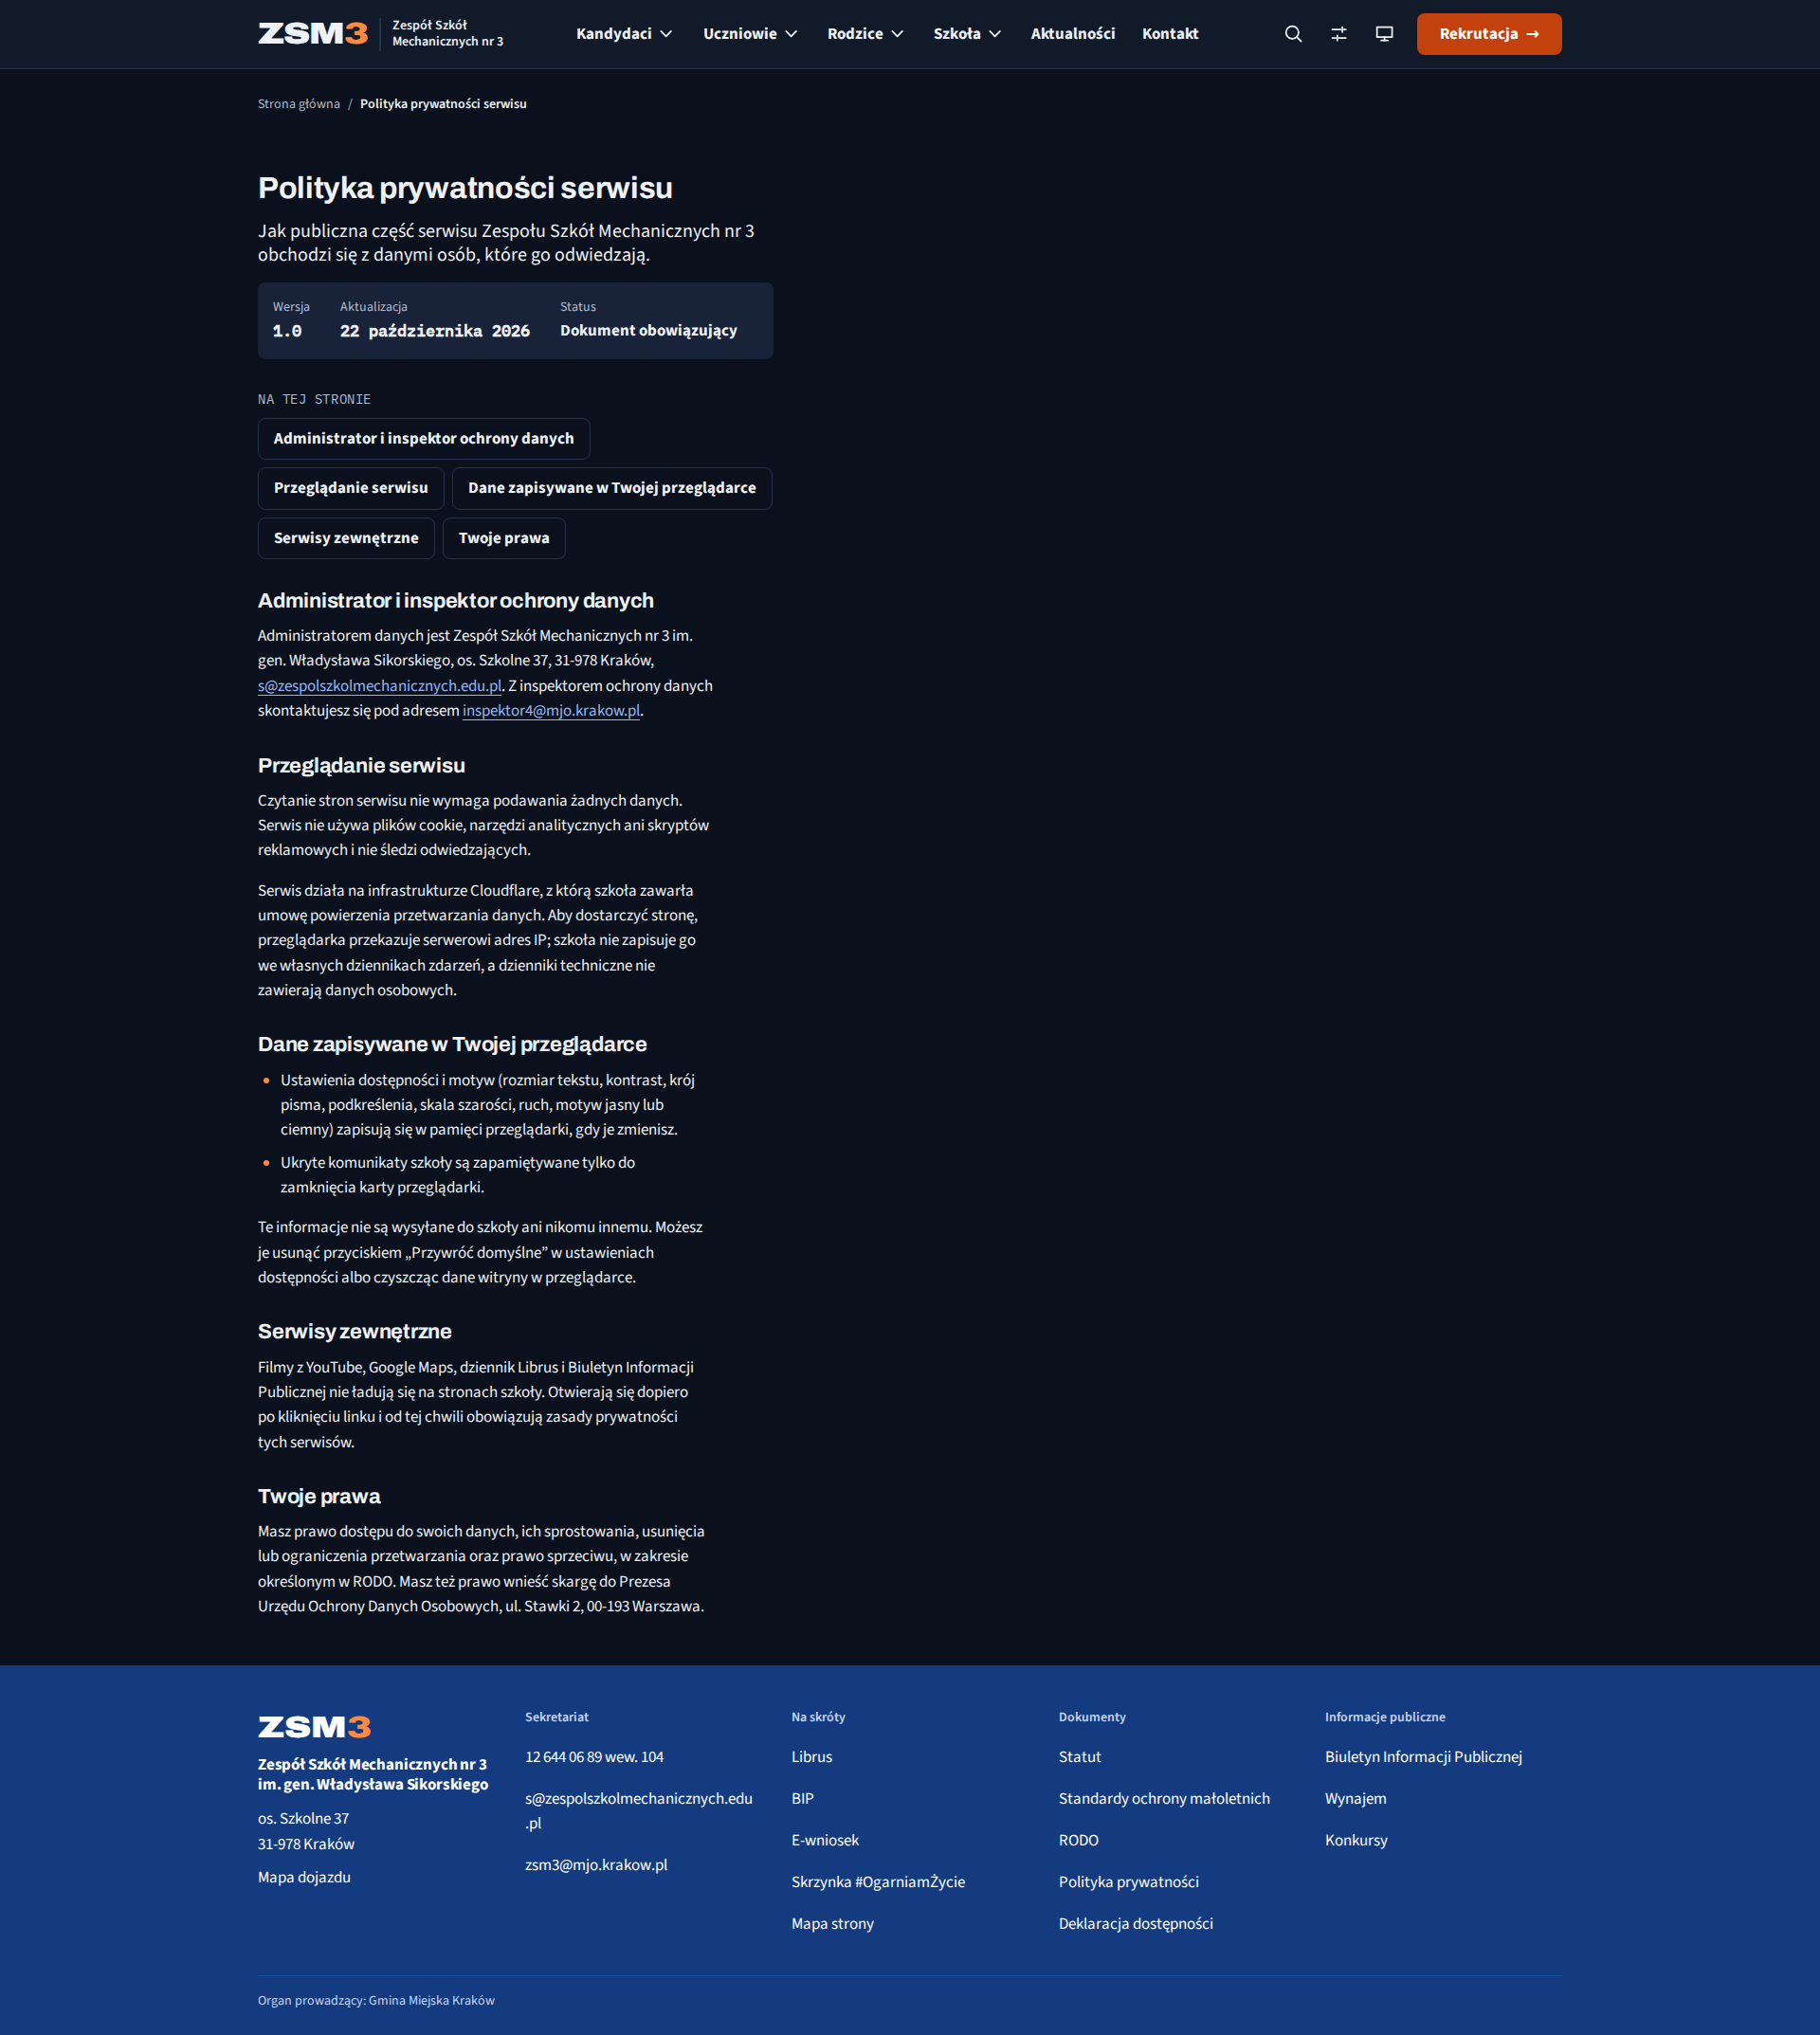 ZSM3
Zespół Szkół
Mechanicznych nr 3
Kandydaci
Uczniowie
Rodzice
Szkoła
Aktualności
Kontakt
Rekrutacja →
Strona główna / Polityka prywatności serwisu
Polityka prywatności serwisu
Jak publiczna część serwisu Zespołu Szkół Mechanicznych nr 3
obchodzi się z danymi osób, które go odwiedzają.
Wersja
1.0
Aktualizacja
22 października 2026
Status
Dokument obowiązujący
NA TEJ STRONIE
Administrator i inspektor ochrony danych
Przeglądanie serwisu
Dane zapisywane w Twojej przeglądarce
Serwisy zewnętrzne
Twoje prawa
Administrator i inspektor ochrony danych
Administratorem danych jest Zespół Szkół Mechanicznych nr 3 im.
gen. Władysława Sikorskiego, os. Szkolne 37, 31-978 Kraków,
s@zespolszkolmechanicznych.edu.pl. Z inspektorem ochrony danych
skontaktujesz się pod adresem inspektor4@mjo.krakow.pl.
Przeglądanie serwisu
Czytanie stron serwisu nie wymaga podawania żadnych danych.
Serwis nie używa plików cookie, narzędzi analitycznych ani skryptów
reklamowych i nie śledzi odwiedzających.
Serwis działa na infrastrukturze Cloudflare, z którą szkoła zawarła
umowę powierzenia przetwarzania danych. Aby dostarczyć stronę,
przeglądarka przekazuje serwerowi adres IP; szkoła nie zapisuje go
we własnych dziennikach zdarzeń, a dzienniki techniczne nie
zawierają danych osobowych.
Dane zapisywane w Twojej przeglądarce
• Ustawienia dostępności i motyw (rozmiar tekstu, kontrast, krój
pisma, podkreślenia, skala szarości, ruch, motyw jasny lub
ciemny) zapisują się w pamięci przeglądarki, gdy je zmienisz.
• Ukryte komunikaty szkoły są zapamiętywane tylko do
zamknięcia karty przeglądarki.
Te informacje nie są wysyłane do szkoły ani nikomu innemu. Możesz
je usunąć przyciskiem „Przywróć domyślne” w ustawieniach
dostępności albo czyszcząc dane witryny w przeglądarce.
Serwisy zewnętrzne
Filmy z YouTube, Google Maps, dziennik Librus i Biuletyn Informacji
Publicznej nie ładują się na stronach szkoły. Otwierają się dopiero
po kliknięciu linku i od tej chwili obowiązują zasady prywatności
tych serwisów.
Twoje prawa
Masz prawo dostępu do swoich danych, ich sprostowania, usunięcia
lub ograniczenia przetwarzania oraz prawo sprzeciwu, w zakresie
określonym w RODO. Masz też prawo wnieść skargę do Prezesa
Urzędu Ochrony Danych Osobowych, ul. Stawki 2, 00-193 Warszawa.
ZSM3
Zespół Szkół Mechanicznych nr 3
im. gen. Władysława Sikorskiego
os. Szkolne 37
31-978 Kraków
Mapa dojazdu
Sekretariat
12 644 06 89 wew. 104
s@zespolszkolmechanicznych.edu
.pl
zsm3@mjo.krakow.pl
Na skróty
Librus
BIP
E-wniosek
Skrzynka #OgarniamŻycie
Mapa strony
Dokumenty
Statut
Standardy ochrony małoletnich
RODO
Polityka prywatności
Deklaracja dostępności
Informacje publiczne
Biuletyn Informacji Publicznej
Wynajem
Konkursy
Organ prowadzący: Gmina Miejska Kraków